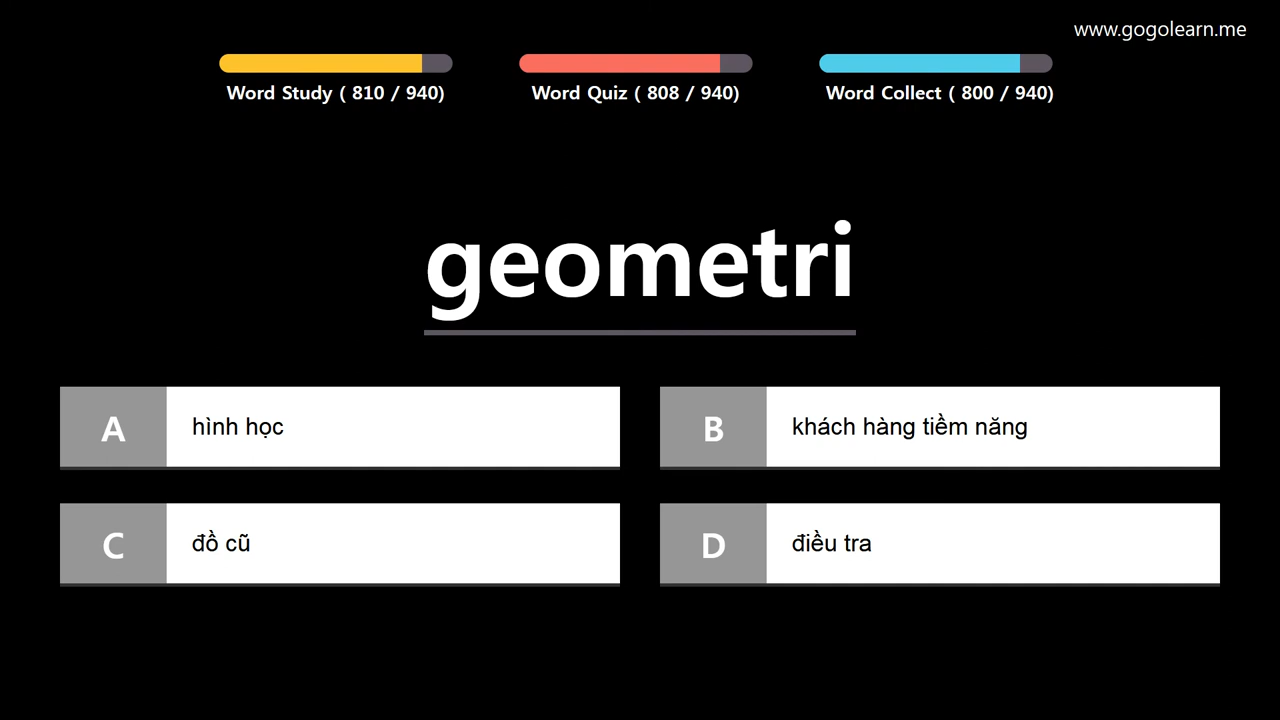 www.gogolearn.me
Word Study ( 810 / 940)
Word Quiz ( 808 / 940)
Word Collect ( 800 / 940)
geometri
A hình học
B khách hàng tiềm năng
C đồ cũ
D điều tra